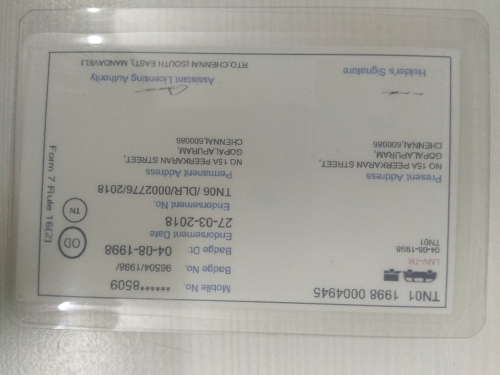 TN01 1998 0004945
LMV-TR
04-08-1998
TN01
Mobile No. ******8509
Badge No. 96504/1998/
Badge Dt. 04-08-1998
Endorsement Date
27-03-2018
Endorsement No.
TN06 /DLR/0002776/2018
OD
TN
Form 7 Rule 16(2)
Present Address
NO 15A PEERKARAN STREET,
GOPALAPURAM,
CHENNAI,600086
Permanent Address
NO 15A PEERKARAN STREET,
GOPALAPURAM,
CHENNAI,600086
Holder's Signature
Assistant Licensing Authority
RTO,CHENNAI (SOUTH EAST), MANDAVELI